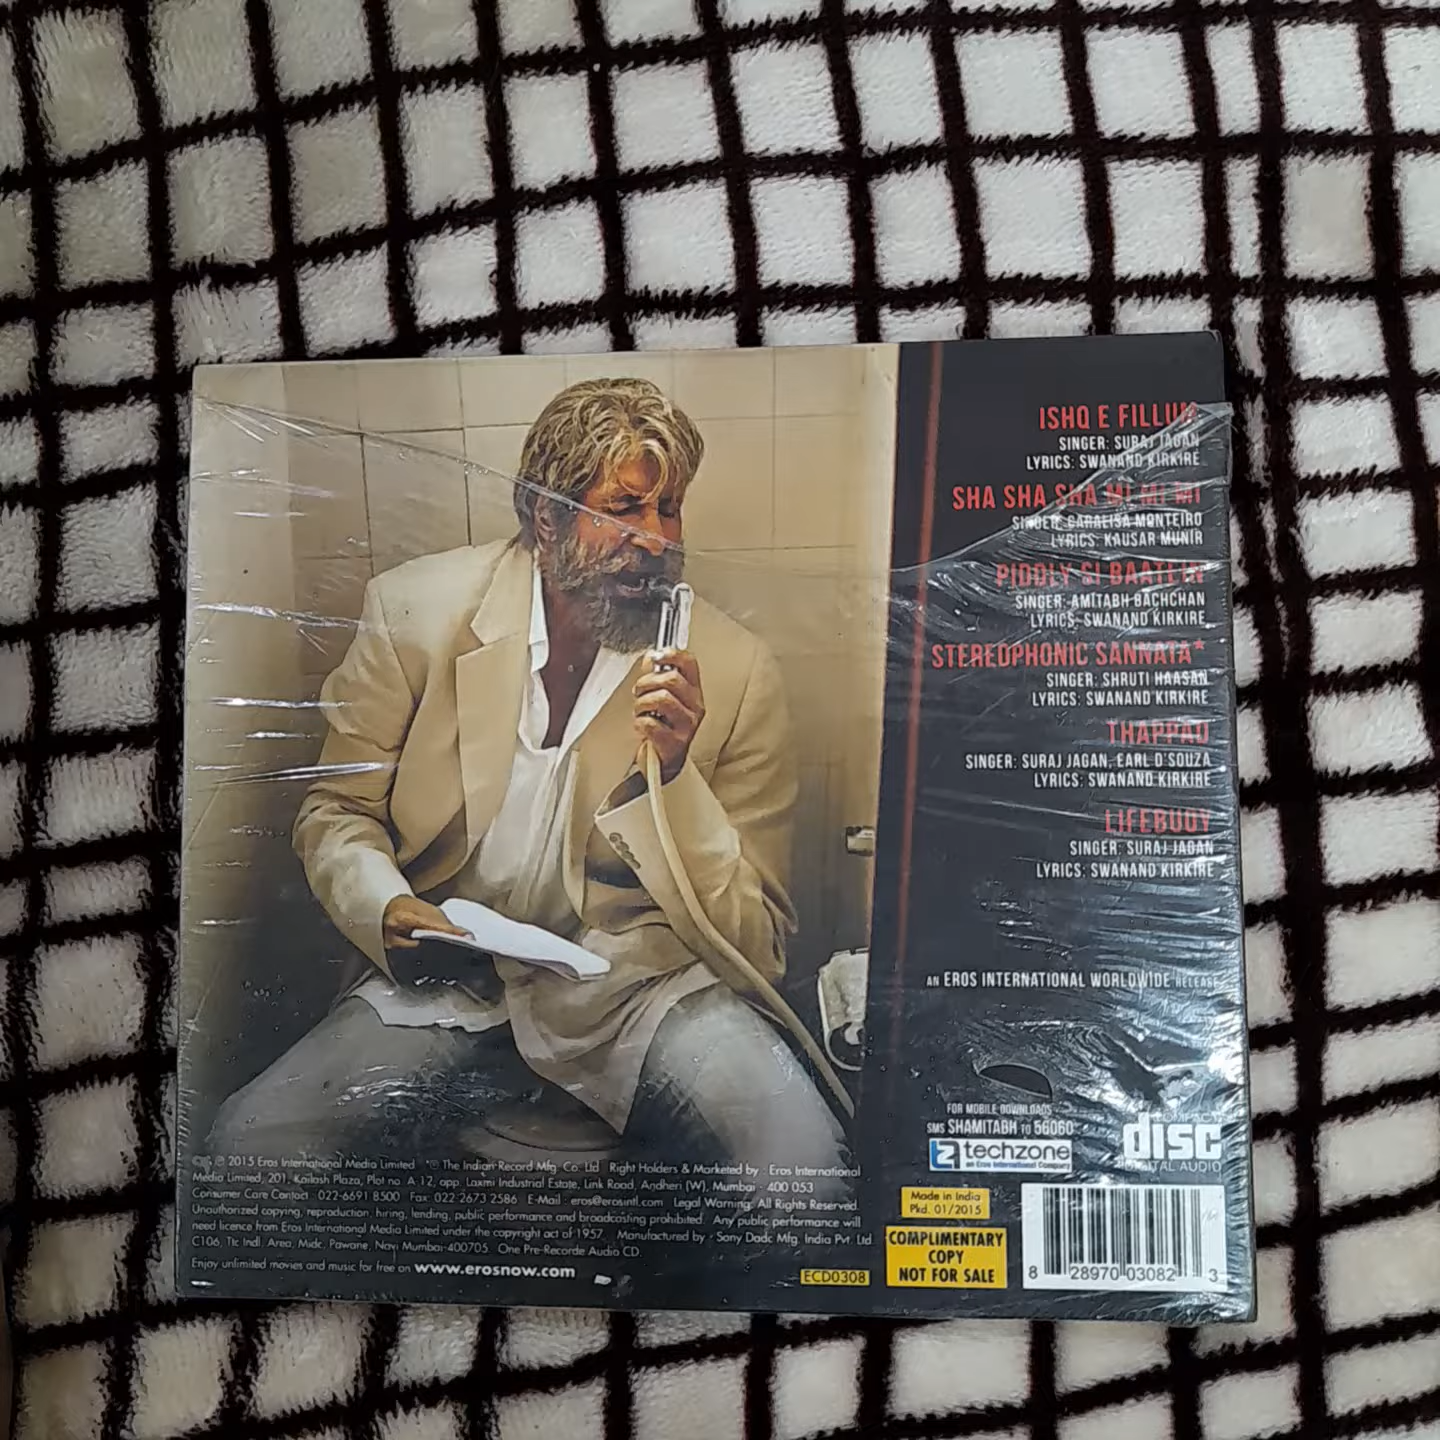 ISHQ E FILLUM
SINGER: SURAJ JAGAN
LYRICS: SWANAND KIRKIRE
SHA SHA SHA MI MI MI
SINGER: CARALISA MONTEIRO
LYRICS: KAUSAR MUNIR
PIDDLY SI BAATEIN
SINGER: AMITABH BACHCHAN
LYRICS: SWANAND KIRKIRE
STEREOPHONIC SANNATA*
SINGER: SHRUTI HAASAN
LYRICS: SWANAND KIRKIRE
THAPPAD
SINGER: SURAJ JAGAN, EARL D'SOUZA
LYRICS: SWANAND KIRKIRE
LIFEBUOY
SINGER: SURAJ JAGAN
LYRICS: SWANAND KIRKIRE
AN EROS INTERNATIONAL WORLDWIDE RELEASE
FOR MOBILE DOWNLOADS
SMS SHAMITABH TO 56060
techzone
an Eros International Company
COMPACT
disc
DIGITAL AUDIO
℗ 2015 Eros International Media Limited *℗ The Indian Record Mfg. Co. Ltd Right Holders & Marketed by : Eros International
Media Limited, 201, Kailash Plaza, Plot no. A 12, opp. Laxmi Industrial Estate, Link Road, Andheri (W), Mumbai - 400 053
Consumer Care Contact : 022-6691 8500 Fax: 022 2673 2586 E-Mail : eros@erosintl.com Legal Warning: All Rights Reserved.
Unauthorized copying, reproduction, hiring, lending, public performance and broadcasting prohibited. Any public performance will
need licence from Eros International Media Limited under the copyright act of 1957. Manufactured by : Sony Dadc Mfg. India Pvt. Ltd.
C106, Ttc Indl. Area, Midc, Pawane, Navi Mumbai-400705. One Pre-Recorde Audio CD.
Enjoy unlimited movies and music for free on www.erosnow.com
ECD0308
Made in India
Pkd. 01/2015
COMPLIMENTARY
COPY
NOT FOR SALE
8 28970 03082 3